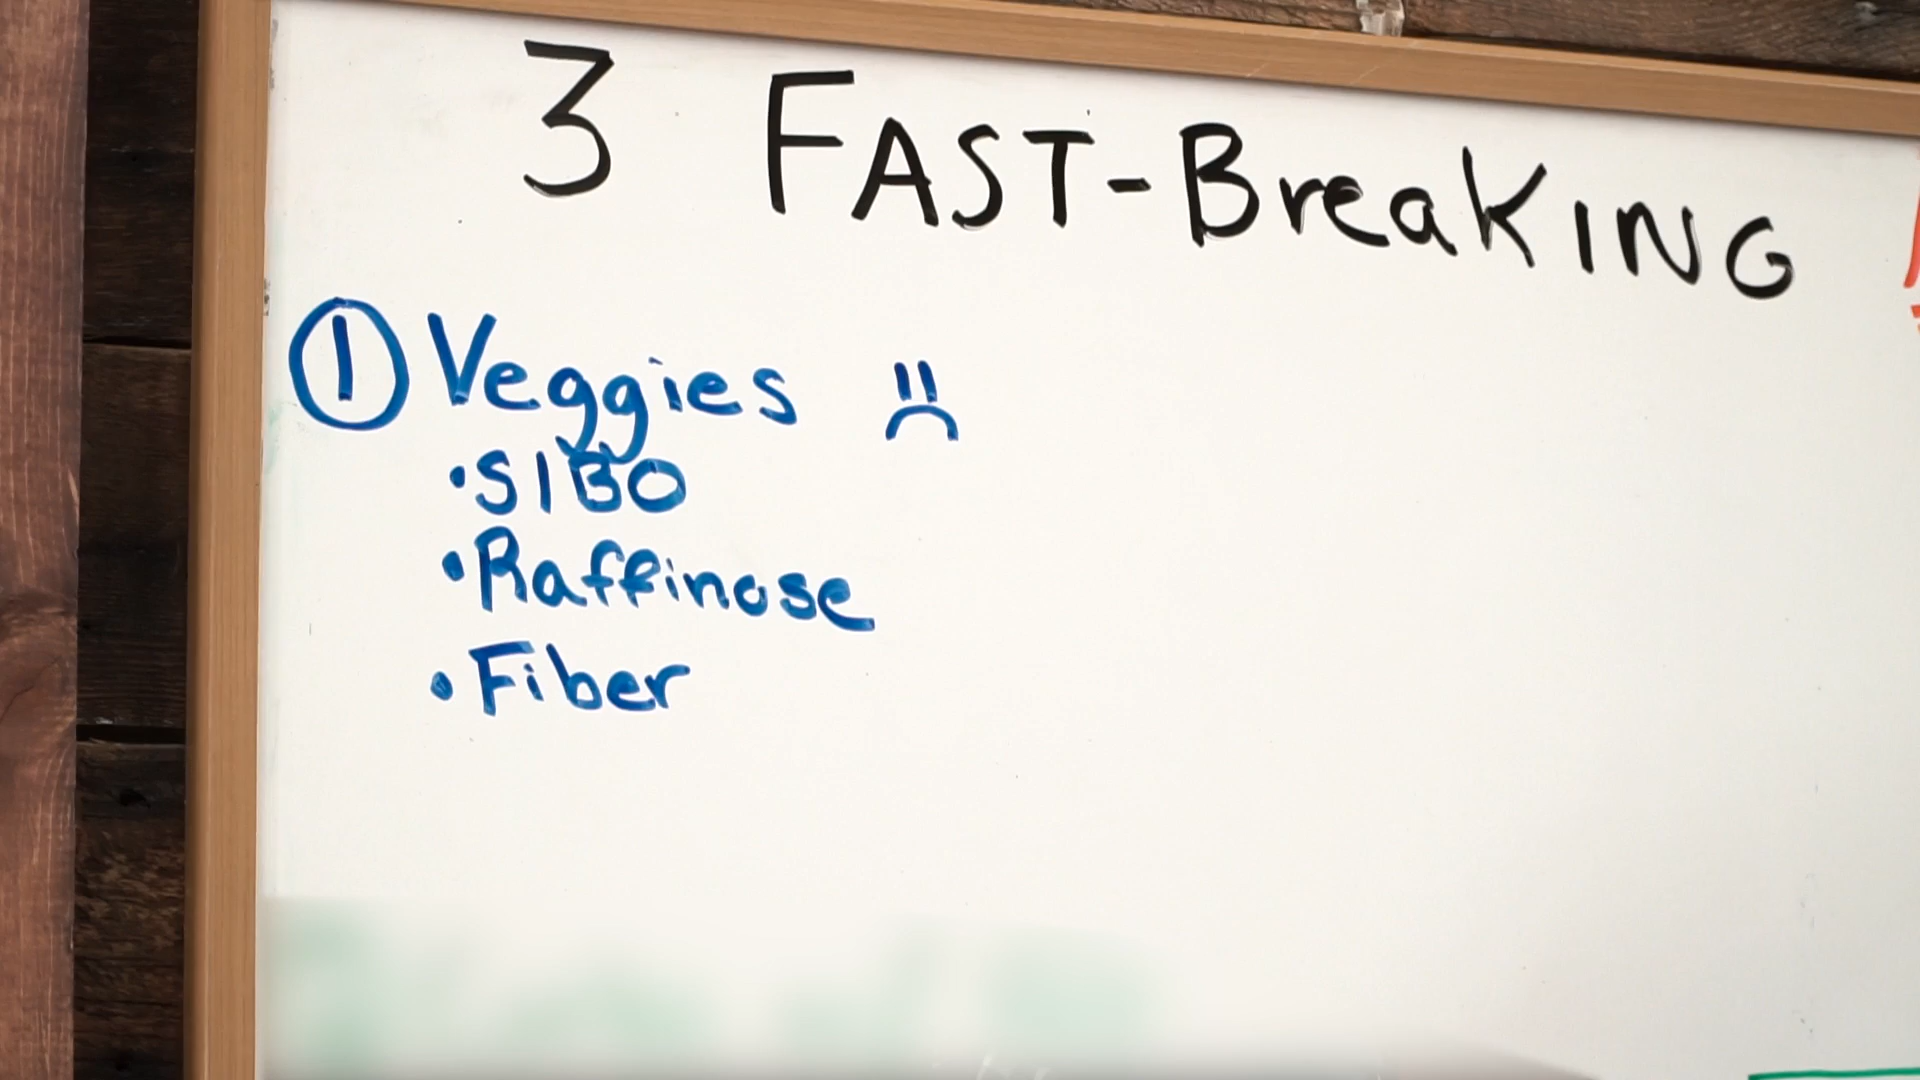 3 FAST-BreaKING
① Veggies
•SIBO
•Raffinose
•Fiber